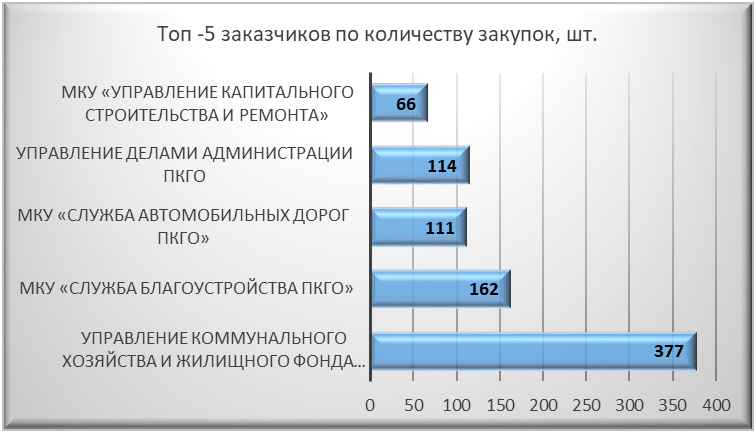 Топ -5 заказчиков по количеству закупок, шт.
МКУ «УПРАВЛЕНИЕ КАПИТАЛЬНОГО
СТРОИТЕЛЬСТВА И РЕМОНТА»
66
УПРАВЛЕНИЕ ДЕЛАМИ АДМИНИСТРАЦИИ
ПКГО
114
МКУ «СЛУЖБА АВТОМОБИЛЬНЫХ ДОРОГ
ПКГО»
111
МКУ «СЛУЖБА БЛАГОУСТРОЙСТВА ПКГО»
162
УПРАВЛЕНИЕ КОММУНАЛЬНОГО
ХОЗЯЙСТВА И ЖИЛИЩНОГО ФОНДА...
377
0 50 100 150 200 250 300 350 400